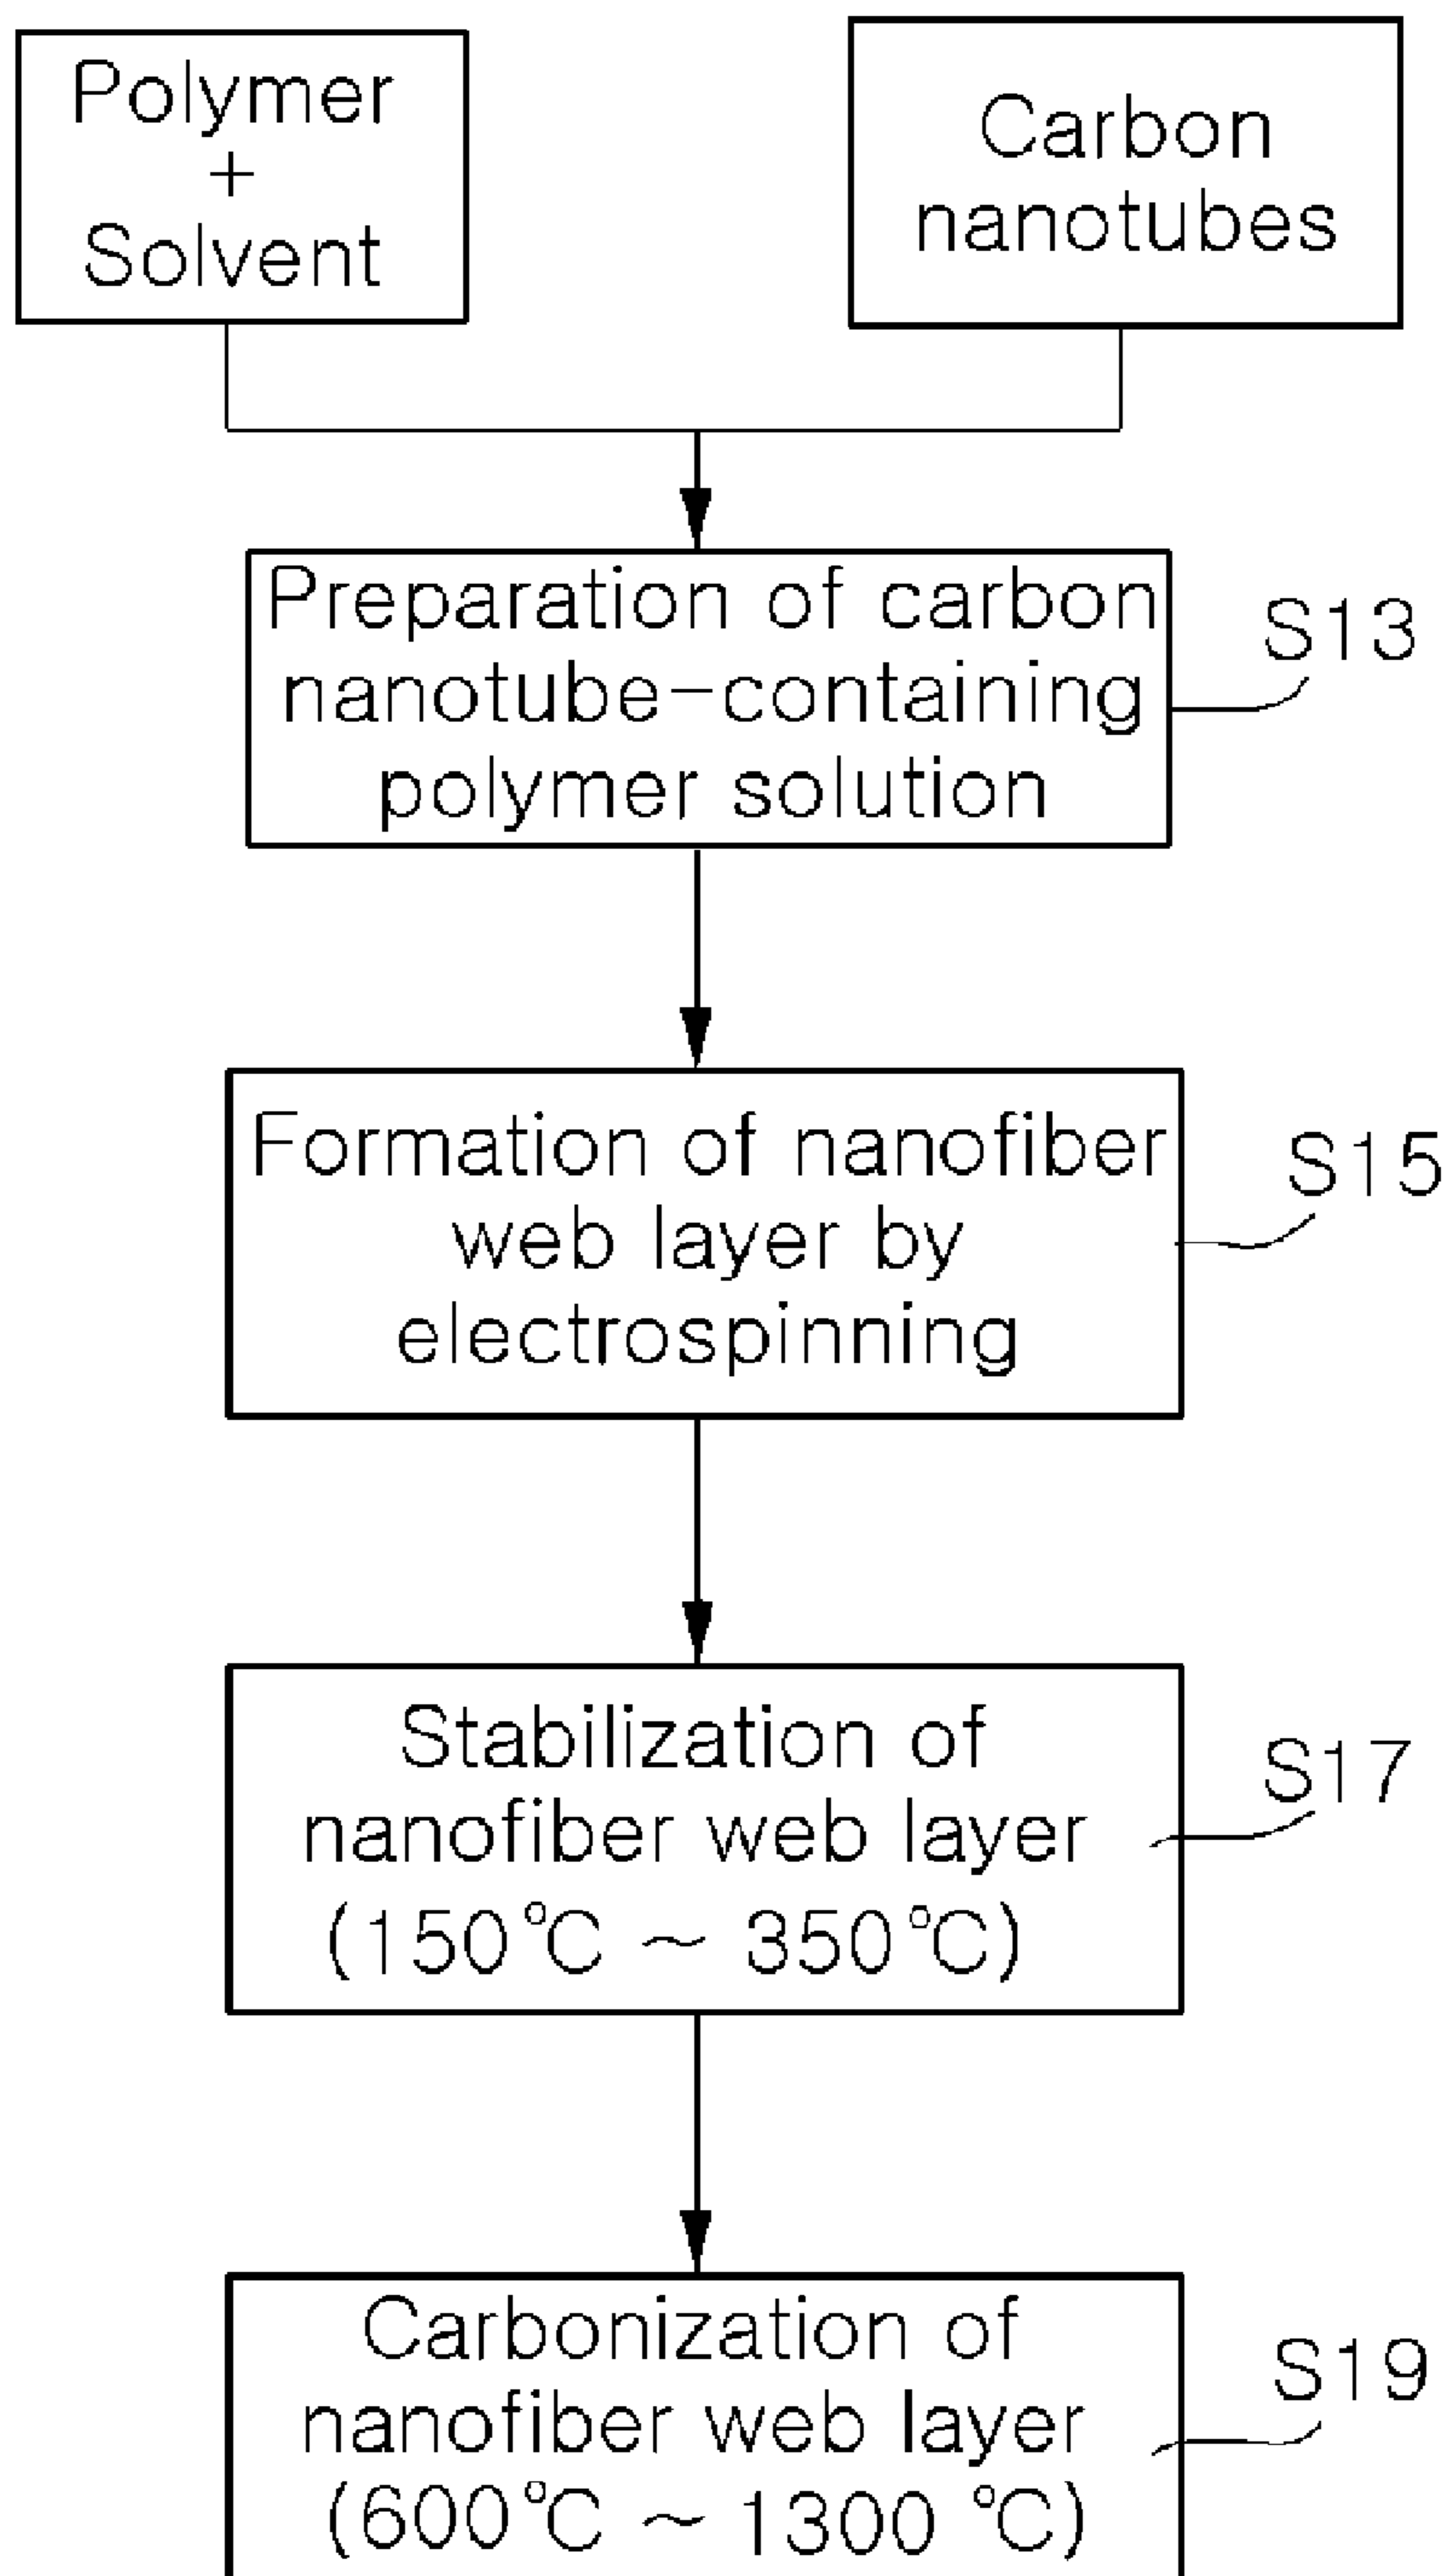 Polymer
+
Solvent
Carbon
nanotubes
Preparation of carbon
nanotube-containing
polymer solution
S13
Formation of nanofiber
web layer by
electrospinning
S15
Stabilization of
nanofiber web layer
(150℃ ~ 350℃)
S17
Carbonization of
nanofiber web layer
(600℃ ~ 1300 ℃)
S19